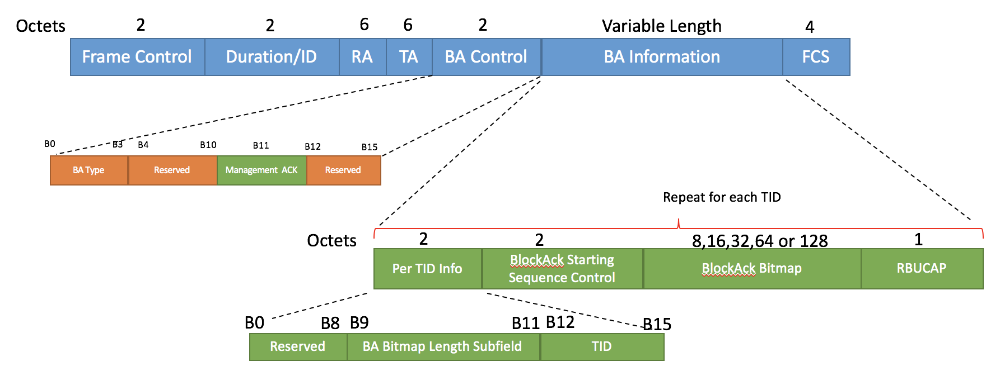 Octets 2 2 6 6 2 Variable Length 4
Frame Control Duration/ID RA TA BA Control BA Information FCS
B0 B3 B4 B10 B11 B12 B15
BA Type Reserved Management ACK Reserved
Repeat for each TID
Octets 2 2 8,16,32,64 or 128 1
Per TID Info BlockAck Starting Sequence Control BlockAck Bitmap RBUCAP
B0 B8 B9 B11 B12 B15
Reserved BA Bitmap Length Subfield TID